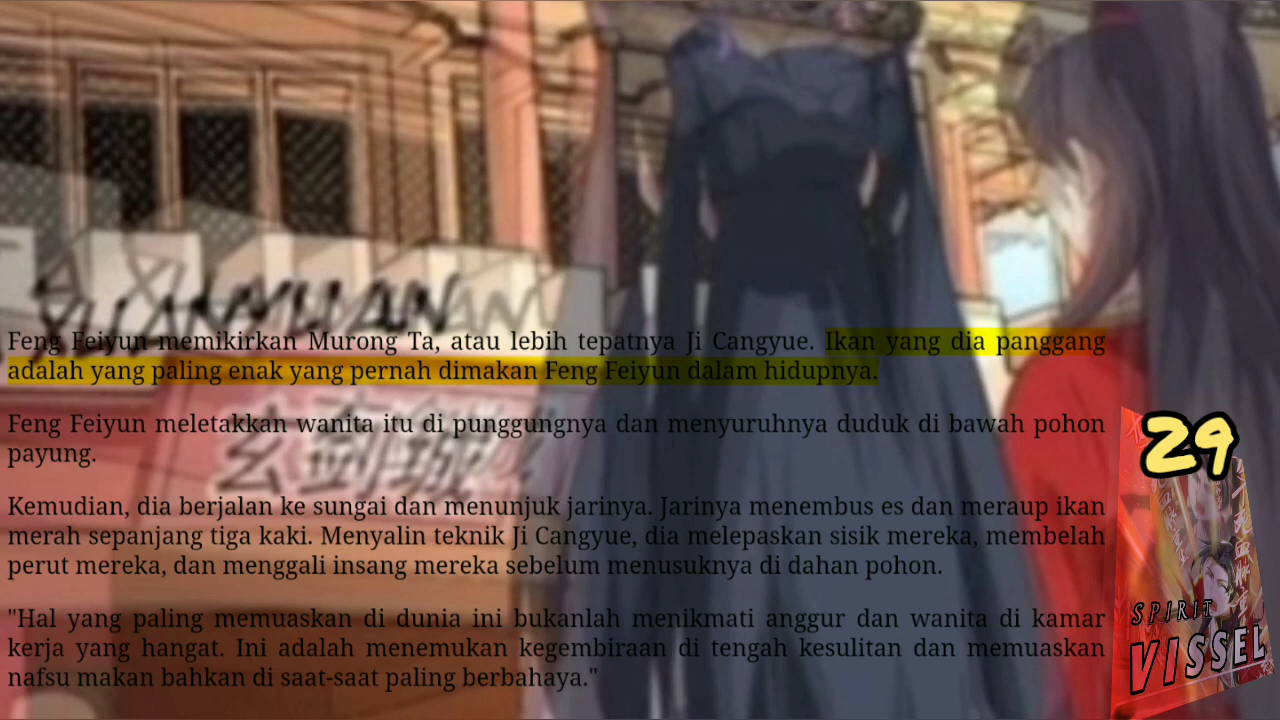 YUANYUAN
Feng Feiyun memikirkan Murong Ta, atau lebih tepatnya Ji Cangyue. Ikan yang dia panggang
adalah yang paling enak yang pernah dimakan Feng Feiyun dalam hidupnya.
Feng Feiyun meletakkan wanita itu di punggungnya dan menyuruhnya duduk di bawah pohon
payung.
Kemudian, dia berjalan ke sungai dan menunjuk jarinya. Jarinya menembus es dan meraup ikan
merah sepanjang tiga kaki. Menyalin teknik Ji Cangyue, dia melepaskan sisik mereka, membelah
perut mereka, dan menggali insang mereka sebelum menusuknya di dahan pohon.
"Hal yang paling memuaskan di dunia ini bukanlah menikmati anggur dan wanita di kamar
kerja yang hangat. Ini adalah menemukan kegembiraan di tengah kesulitan dan memuaskan
nafsu makan bahkan di saat-saat paling berbahaya."
29
SPIRIT
VISSEL